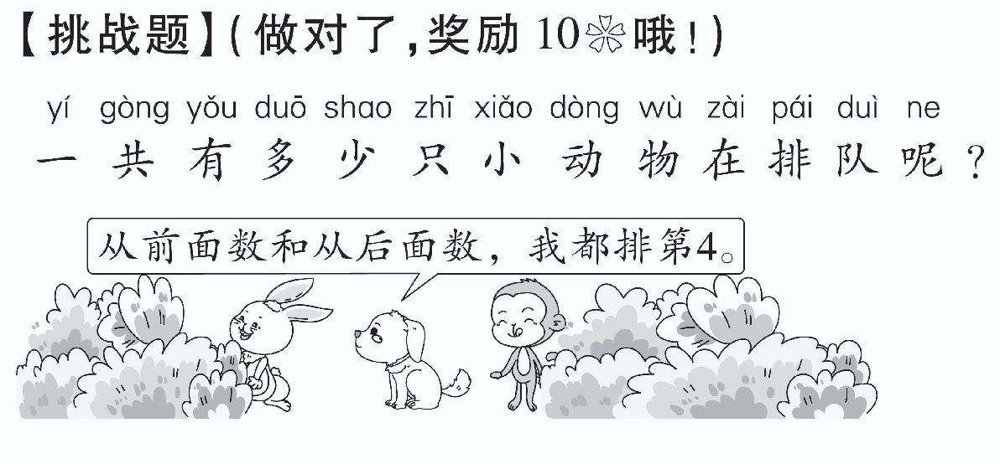 【挑战题】(做对了,奖励10哦!)
yí gòng yǒu duō shao zhī xiǎo dòng wù zài pái duì ne
一共有多少只小动物在排队呢?
从前面数和从后面数,我都排第4。